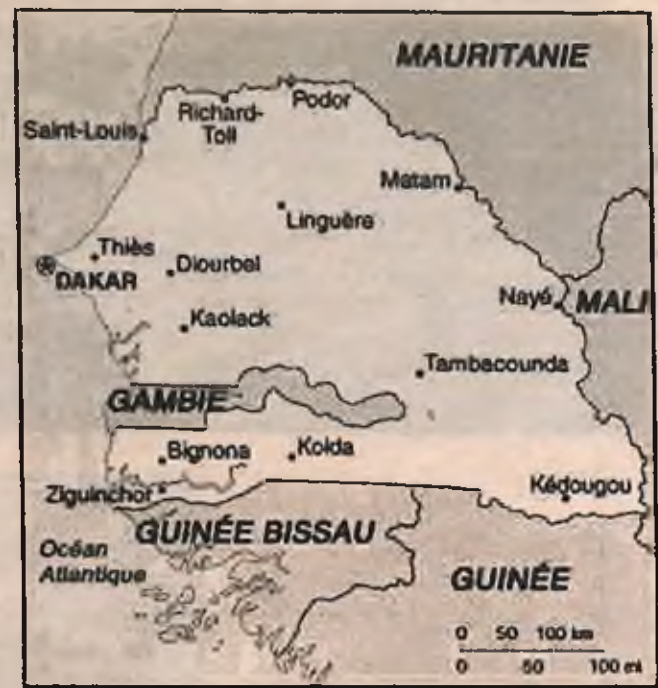 MAURITANIE
Podor
Richard-
Toll
Saint-Louis
Matam
Linguère
Thiès
DAKAR
Diourbel
Nayé
MALI
Kaolack
Tambacounda
GAMBIE
Bignona
Kolda
Ziguinchor
Kédougou
GUINÉE BISSAU
Océan
Atlantique
GUINÉE
0 50 100 km
0 50 100 mi